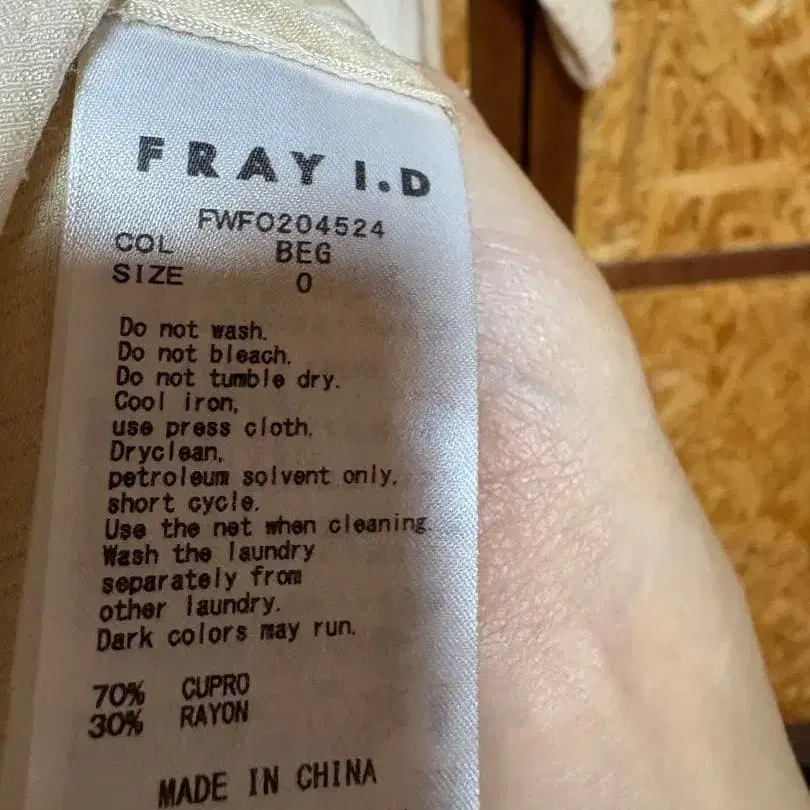 FRAY I.D
FWFO204524
COL BEG
SIZE 0
Do not wash.
Do not bleach.
Do not tumble dry.
Cool iron,
use press cloth.
Dryclean,
petroleum solvent only,
short cycle.
Use the net when cleaning.
Wash the laundry
separately from
other laundry.
Dark colors may run.
70% CUPRO
30% RAYON
MADE IN CHINA